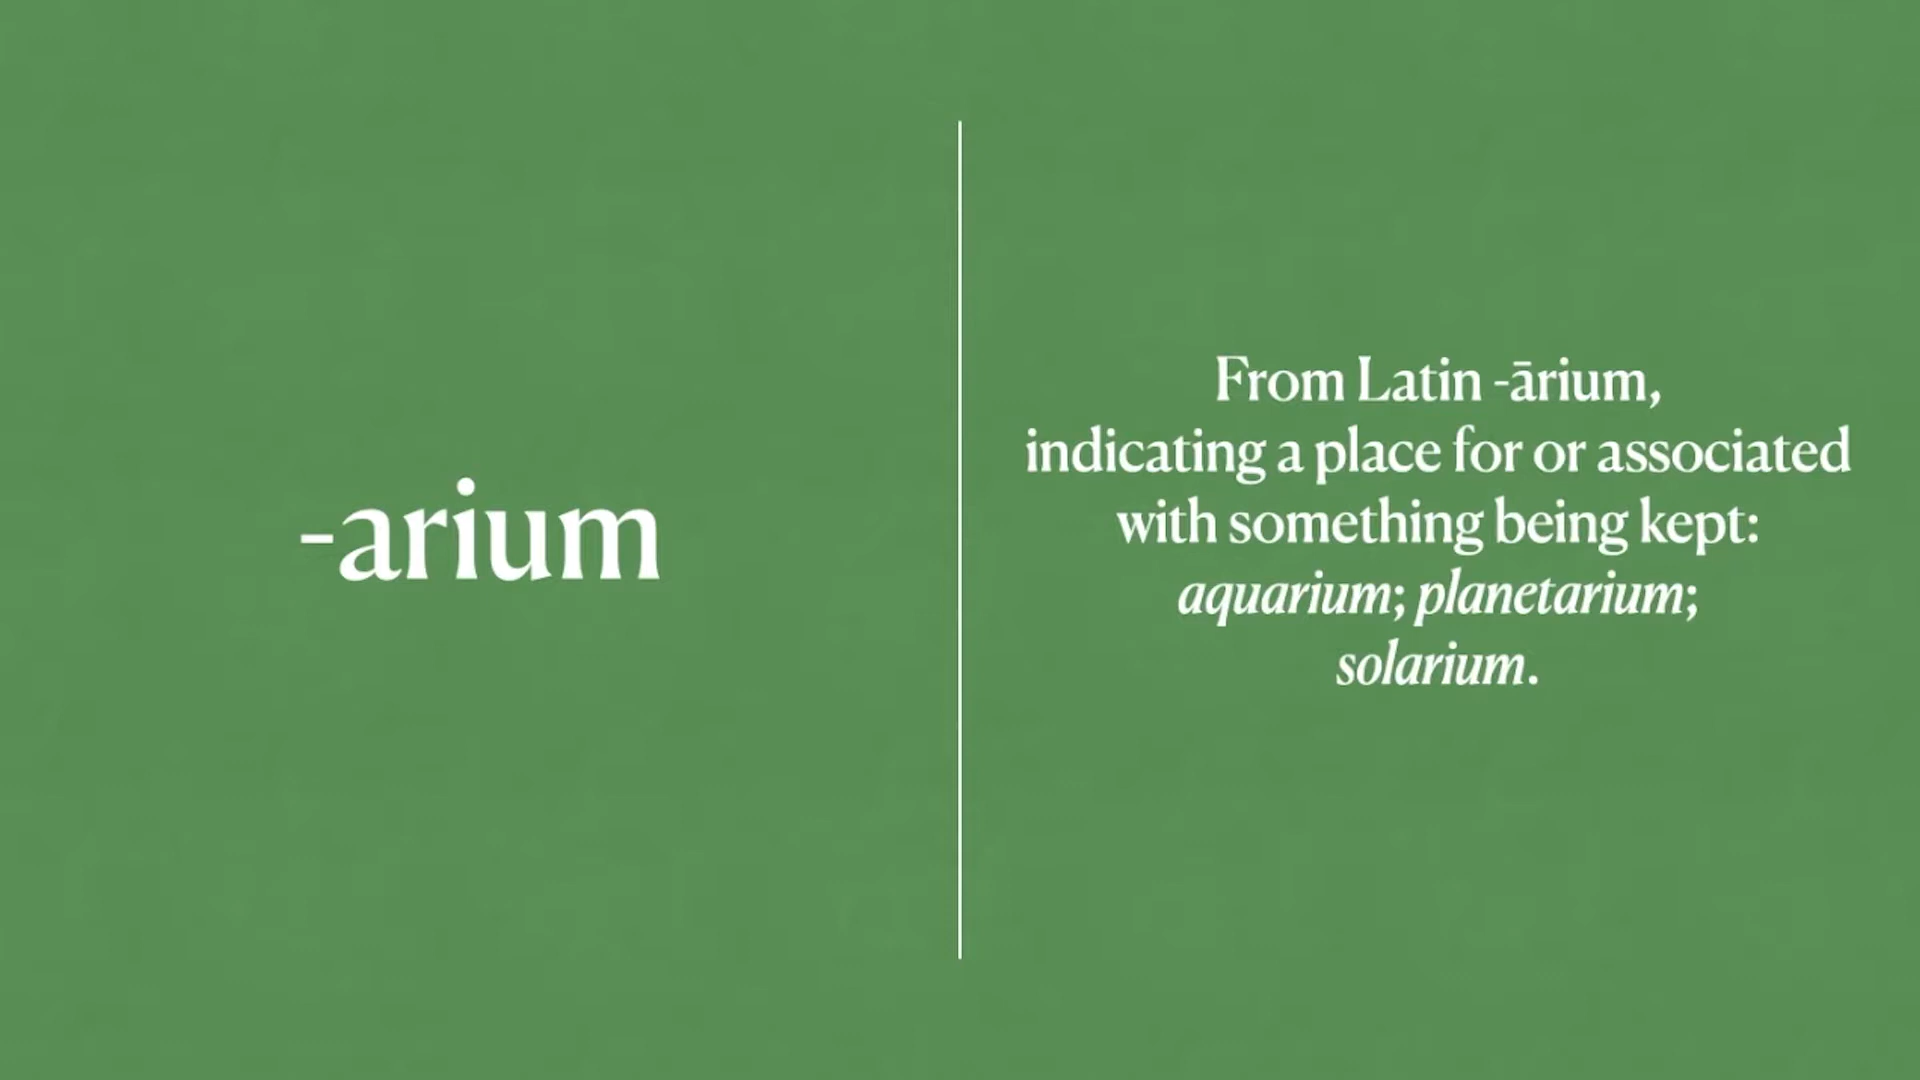 -arium
From Latin -ārium,
indicating a place for or associated
with something being kept:
aquarium; planetarium;
solarium.